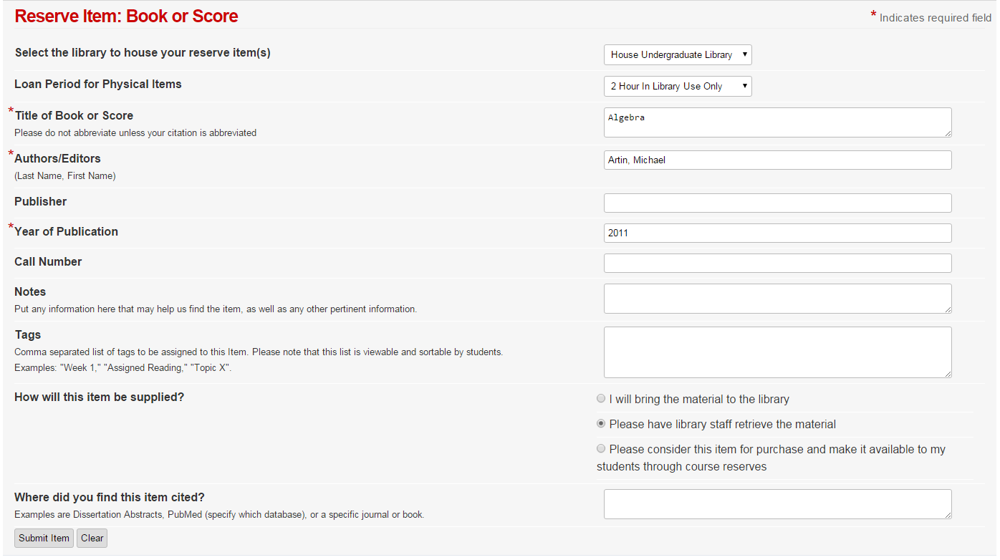 Reserve Item: Book or Score
* Indicates required field
Select the library to house your reserve item(s)
House Undergraduate Library
Loan Period for Physical Items
2 Hour In Library Use Only
*Title of Book or Score
Algebra
Please do not abbreviate unless your citation is abbreviated
*Authors/Editors
Artin, Michael
(Last Name, First Name)
Publisher
*Year of Publication
2011
Call Number
Notes
Put any information here that may help us find the item, as well as any other pertinent information.
Tags
Comma separated list of tags to be assigned to this Item. Please note that this list is viewable and sortable by students.
Examples: "Week 1," "Assigned Reading," "Topic X".
How will this item be supplied?
I will bring the material to the library
Please have library staff retrieve the material
Please consider this item for purchase and make it available to my
students through course reserves
Where did you find this item cited?
Examples are Dissertation Abstracts, PubMed (specify which database), or a specific journal or book.
Submit Item
Clear